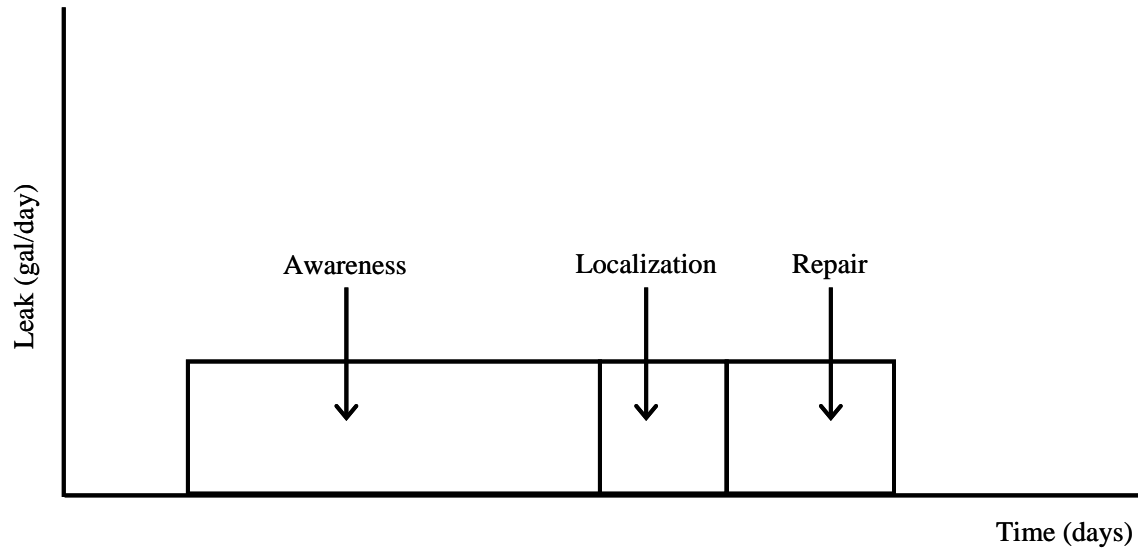 Leak (gal/day)
Awareness
Localization
Repair
Time (days)